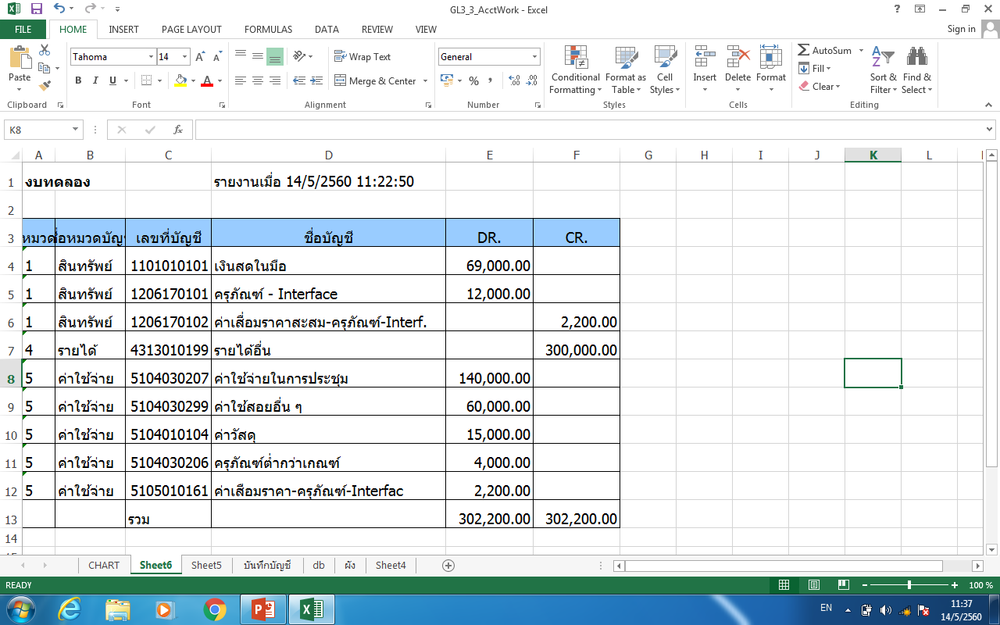 GL3_3_AcctWork - Excel
FILE HOME INSERT PAGE LAYOUT FORMULAS DATA REVIEW VIEW Sign in
Tahoma 14 Wrap Text General AutoSum
Paste B I U Merge & Center % Conditional Formatting Format as Table Cell Styles Insert Delete Format Fill Clear Sort & Filter Find & Select
Clipboard Font Alignment Number Styles Cells Editing
K8 fx
A B C D E F G H I J K L
1 งบทดลอง รายงานเมื่อ 14/5/2560 11:22:50
2
3 หมวด เลขที่บัญชี ชื่อบัญชี DR. CR.
4 1 สินทรัพย์ 1101010101 เงินสดในมือ 69,000.00
5 1 สินทรัพย์ 1206170101 ครุภัณฑ์ - Interface 12,000.00
6 1 สินทรัพย์ 1206170102 ค่าเสื่อมราคาสะสม-ครุภัณฑ์-Interf. 2,200.00
7 4 รายได้ 4313010199 รายได้อื่น 300,000.00
8 5 ค่าใช้จ่าย 5104030207 ค่าใช้จ่ายในการประชุม 140,000.00
9 5 ค่าใช้จ่าย 5104030299 ค่าใช้สอยอื่น ๆ 60,000.00
10 5 ค่าใช้จ่าย 5104010104 ค่าวัสดุ 15,000.00
11 5 ค่าใช้จ่าย 5104030206 ครุภัณฑ์ต่ำกว่าเกณฑ์ 4,000.00
12 5 ค่าใช้จ่าย 5105010161 ค่าเสือมราคา-ครุภัณฑ์-Interfac 2,200.00
13 รวม 302,200.00 302,200.00
14
CHART Sheet6 Sheet5 บันทึกบัญชี db ผัง Sheet4
READY 100 %
EN 11:37
14/5/2560